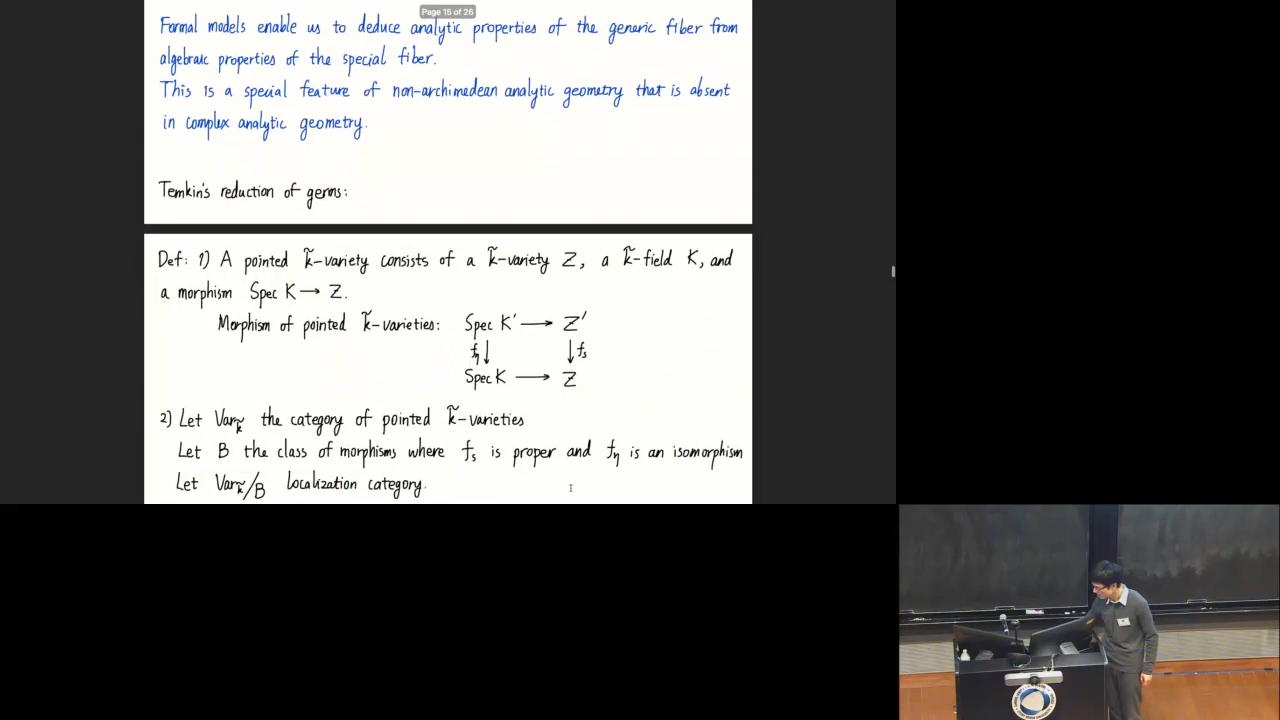 Page 15 of 26
Formal models enable us to deduce analytic properties of the generic fiber from
algebraic properties of the special fiber.
This is a special feature of non-archimedean analytic geometry that is absent
in complex analytic geometry.
Temkin's reduction of germs:
Def: 1) A pointed k̃-variety consists of a k̃-variety Z, a k̃-field K, and
a morphism Spec K → Z.
Morphism of pointed k̃-varieties: Spec K' → Z'
f_η ↓ ↓ f_s
Spec K → Z
2) Let Var_k̃ the category of pointed k̃-varieties
Let B the class of morphisms where f_s is proper and f_η is an isomorphism
Let Var_k̃/B localization category.